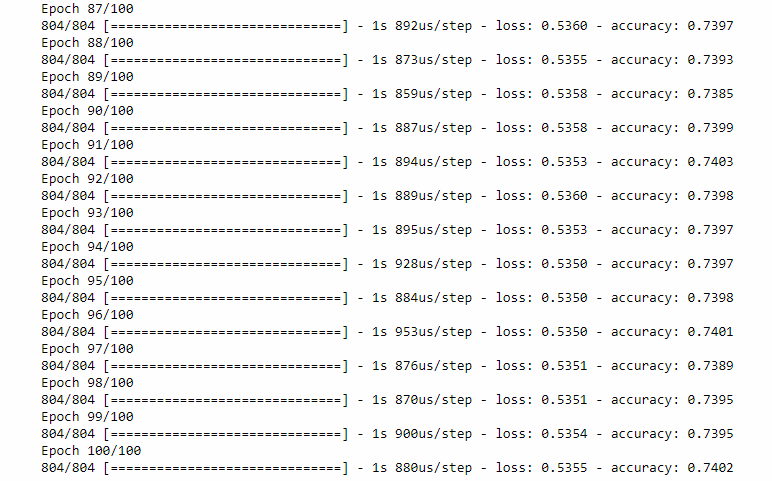 Epoch 87/100
804/804 [==============================] - 1s 892us/step - loss: 0.5360 - accuracy: 0.7397
Epoch 88/100
804/804 [==============================] - 1s 873us/step - loss: 0.5355 - accuracy: 0.7393
Epoch 89/100
804/804 [==============================] - 1s 859us/step - loss: 0.5358 - accuracy: 0.7385
Epoch 90/100
804/804 [==============================] - 1s 887us/step - loss: 0.5358 - accuracy: 0.7399
Epoch 91/100
804/804 [==============================] - 1s 894us/step - loss: 0.5353 - accuracy: 0.7403
Epoch 92/100
804/804 [==============================] - 1s 889us/step - loss: 0.5360 - accuracy: 0.7398
Epoch 93/100
804/804 [==============================] - 1s 895us/step - loss: 0.5353 - accuracy: 0.7397
Epoch 94/100
804/804 [==============================] - 1s 928us/step - loss: 0.5350 - accuracy: 0.7397
Epoch 95/100
804/804 [==============================] - 1s 884us/step - loss: 0.5350 - accuracy: 0.7398
Epoch 96/100
804/804 [==============================] - 1s 953us/step - loss: 0.5350 - accuracy: 0.7401
Epoch 97/100
804/804 [==============================] - 1s 876us/step - loss: 0.5351 - accuracy: 0.7389
Epoch 98/100
804/804 [==============================] - 1s 870us/step - loss: 0.5351 - accuracy: 0.7395
Epoch 99/100
804/804 [==============================] - 1s 900us/step - loss: 0.5354 - accuracy: 0.7395
Epoch 100/100
804/804 [==============================] - 1s 880us/step - loss: 0.5355 - accuracy: 0.7402